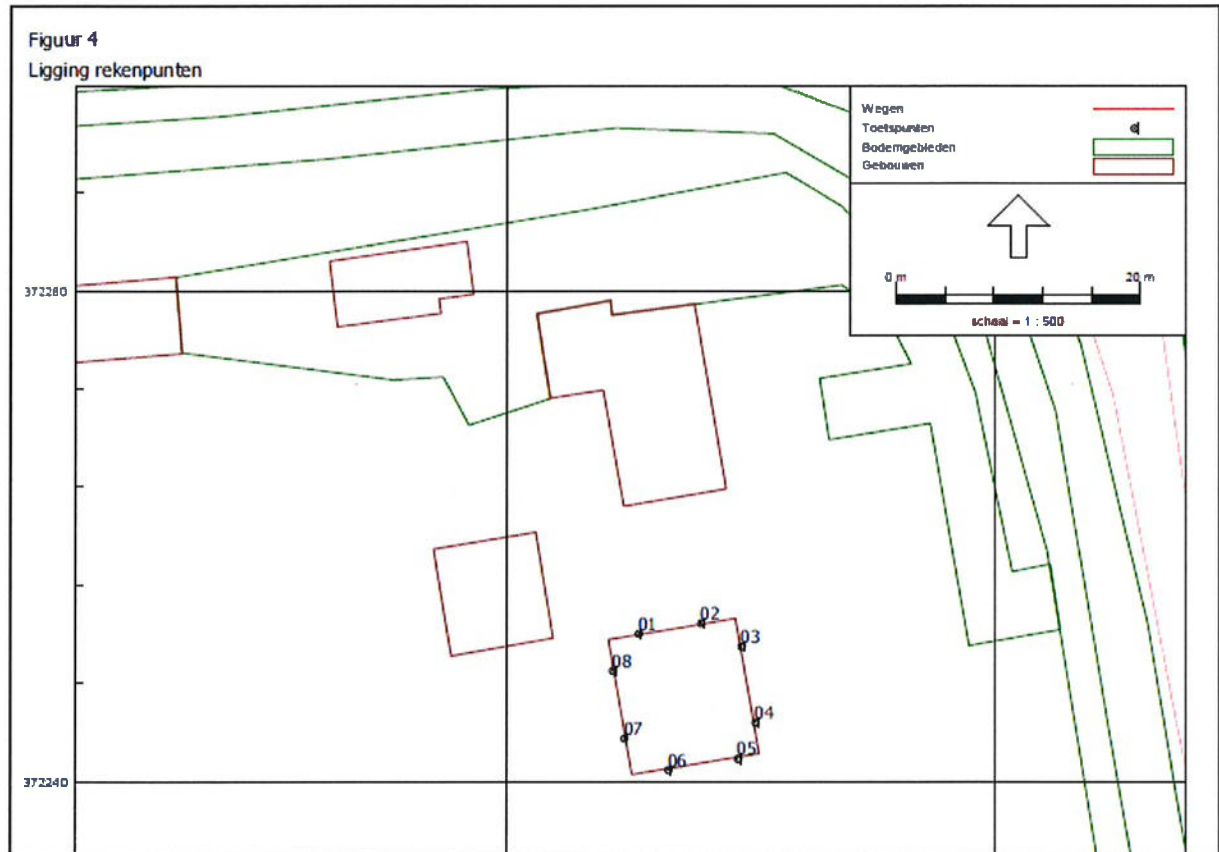 Figuur 4
Ligging rekenpunten
Wegen
Toetspunten
Bodemgebieden
Gebouwen
0 m 20 m
schaal = 1 : 500
372260
01
02
03
08
04
07
05
06
372240